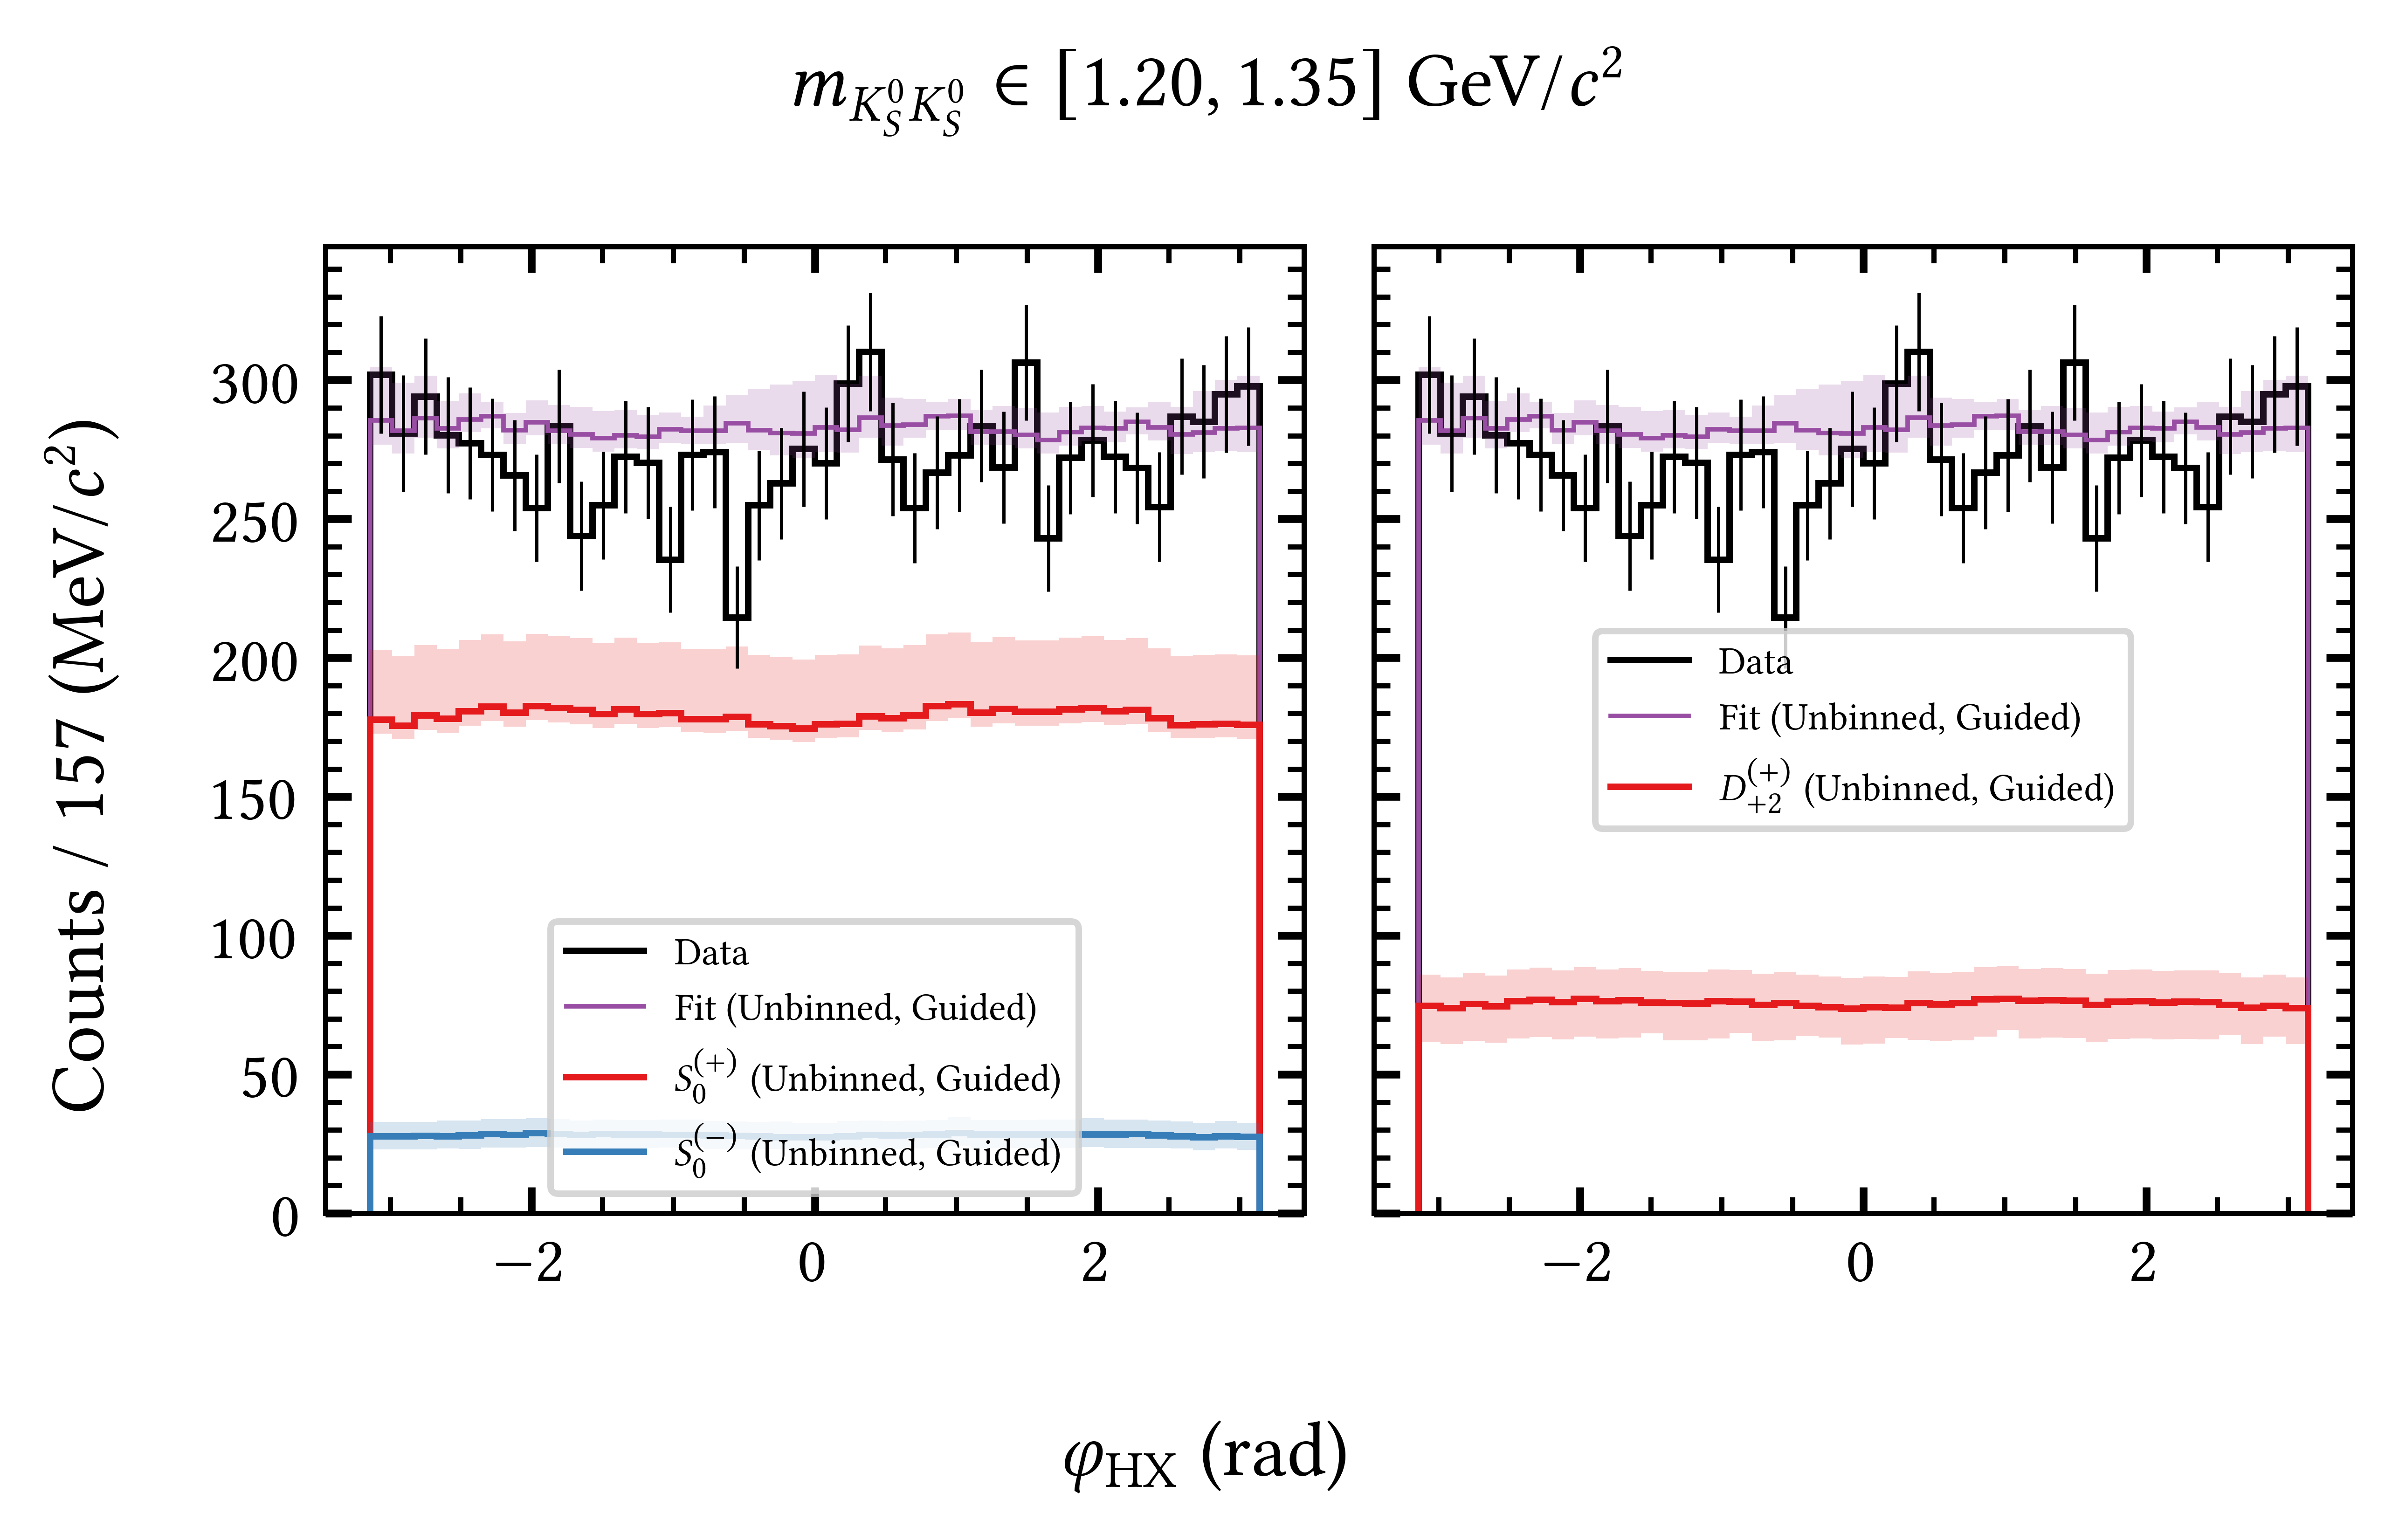 m_{K_S^0 K_S^0} ∈ [1.20, 1.35] GeV/c²
Counts / 157 (MeV/c²)
300
250
200
150
100
50
0
Data
Fit (Unbinned, Guided)
S_0^{(+)} (Unbinned, Guided)
S_0^{(−)} (Unbinned, Guided)
−2
0
2
Data
Fit (Unbinned, Guided)
D_{+2}^{(+)} (Unbinned, Guided)
−2
0
2
φ_{HX} (rad)